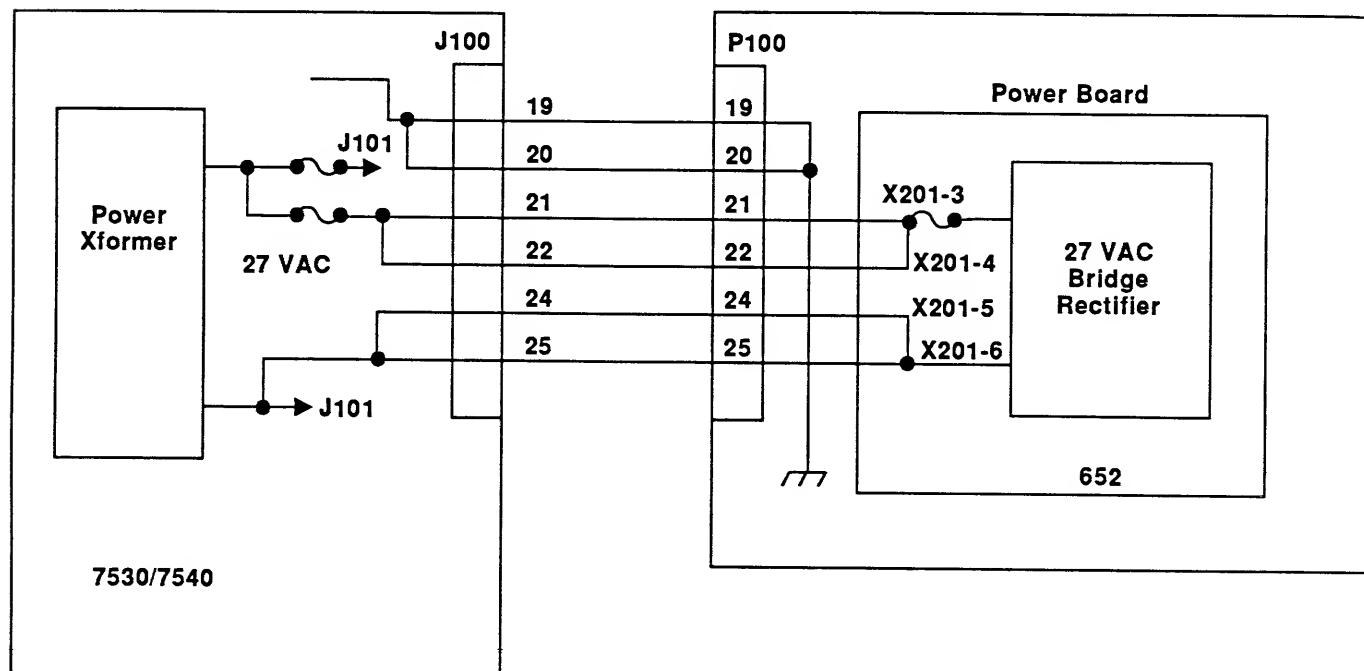 J100
P100
Power Board
19
19
J101
20
20
X201-3
21
21
Power
Xformer
27 VAC
22
22
X201-4
27 VAC
Bridge
Rectifier
24
24
X201-5
25
25
X201-6
J101
652
7530/7540